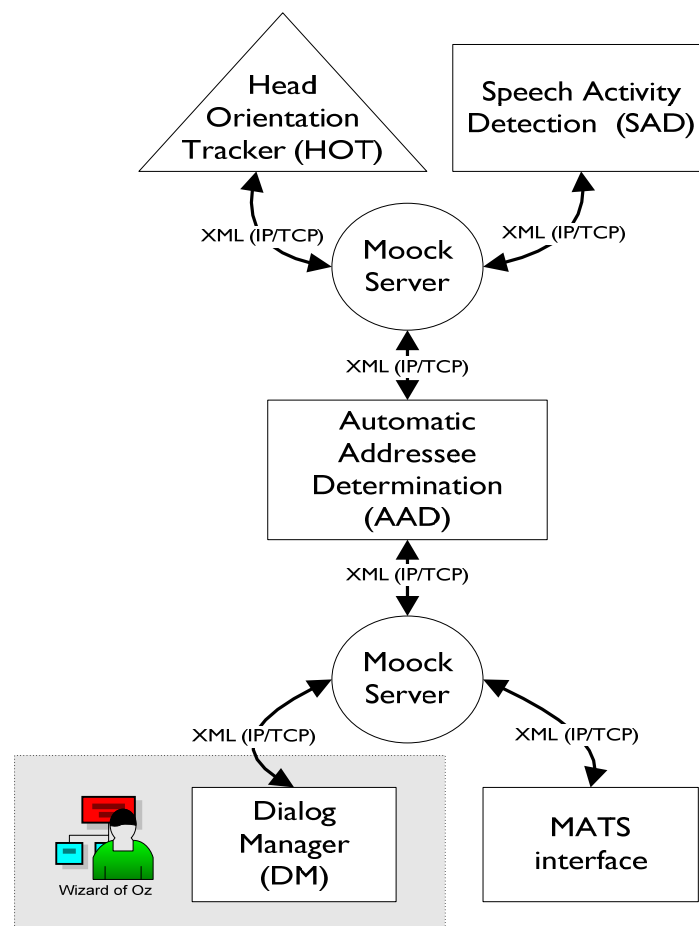 Head
Orientation
Tracker (HOT)
Speech Activity
Detection (SAD)
XML (IP/TCP)
XML (IP/TCP)
Moock
Server
XML (IP/TCP)
Automatic
Addressee
Determination
(AAD)
XML (IP/TCP)
Moock
Server
XML (IP/TCP)
XML (IP/TCP)
Wizard of Oz
Dialog
Manager
(DM)
MATS
interface